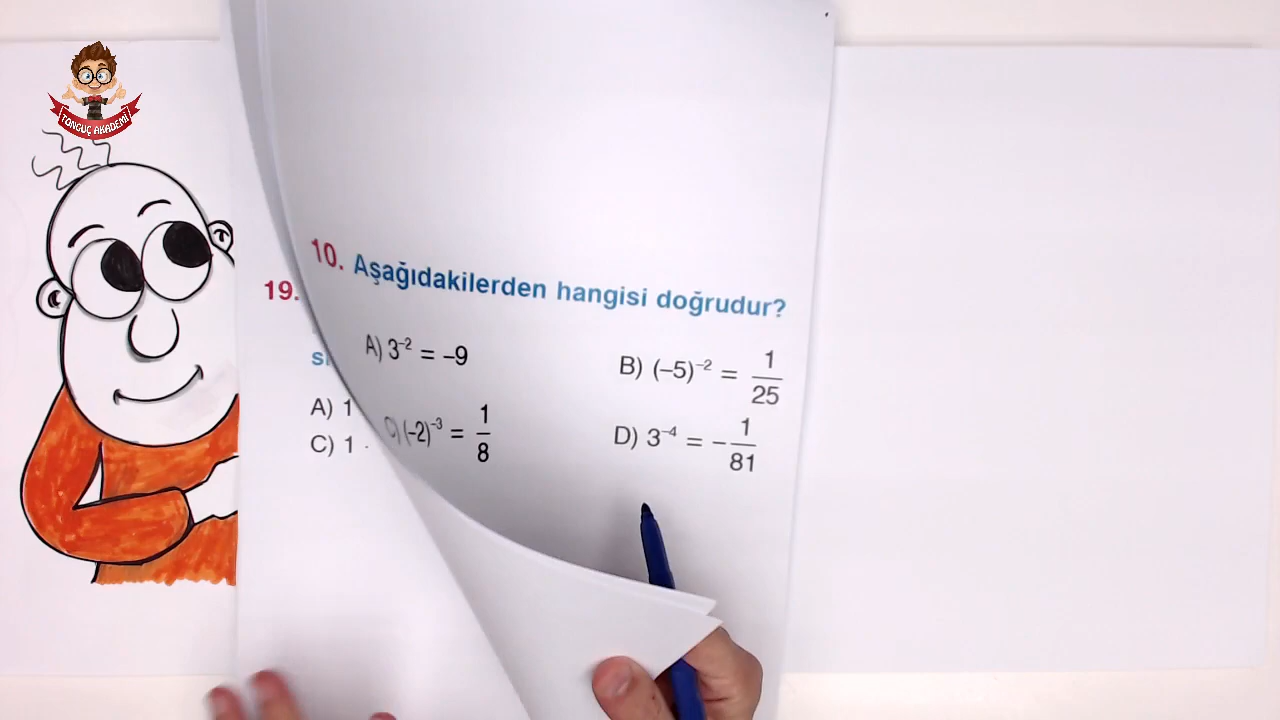 TONGUÇ AKADEMİ
10. Aşağıdakilerden hangisi doğrudur?
A) 3⁻² = –9
B) (–5)⁻² = 1/25
C) (–2)⁻³ = 1/8
D) 3⁻⁴ = –1/81
19.
A) 1
C) 1